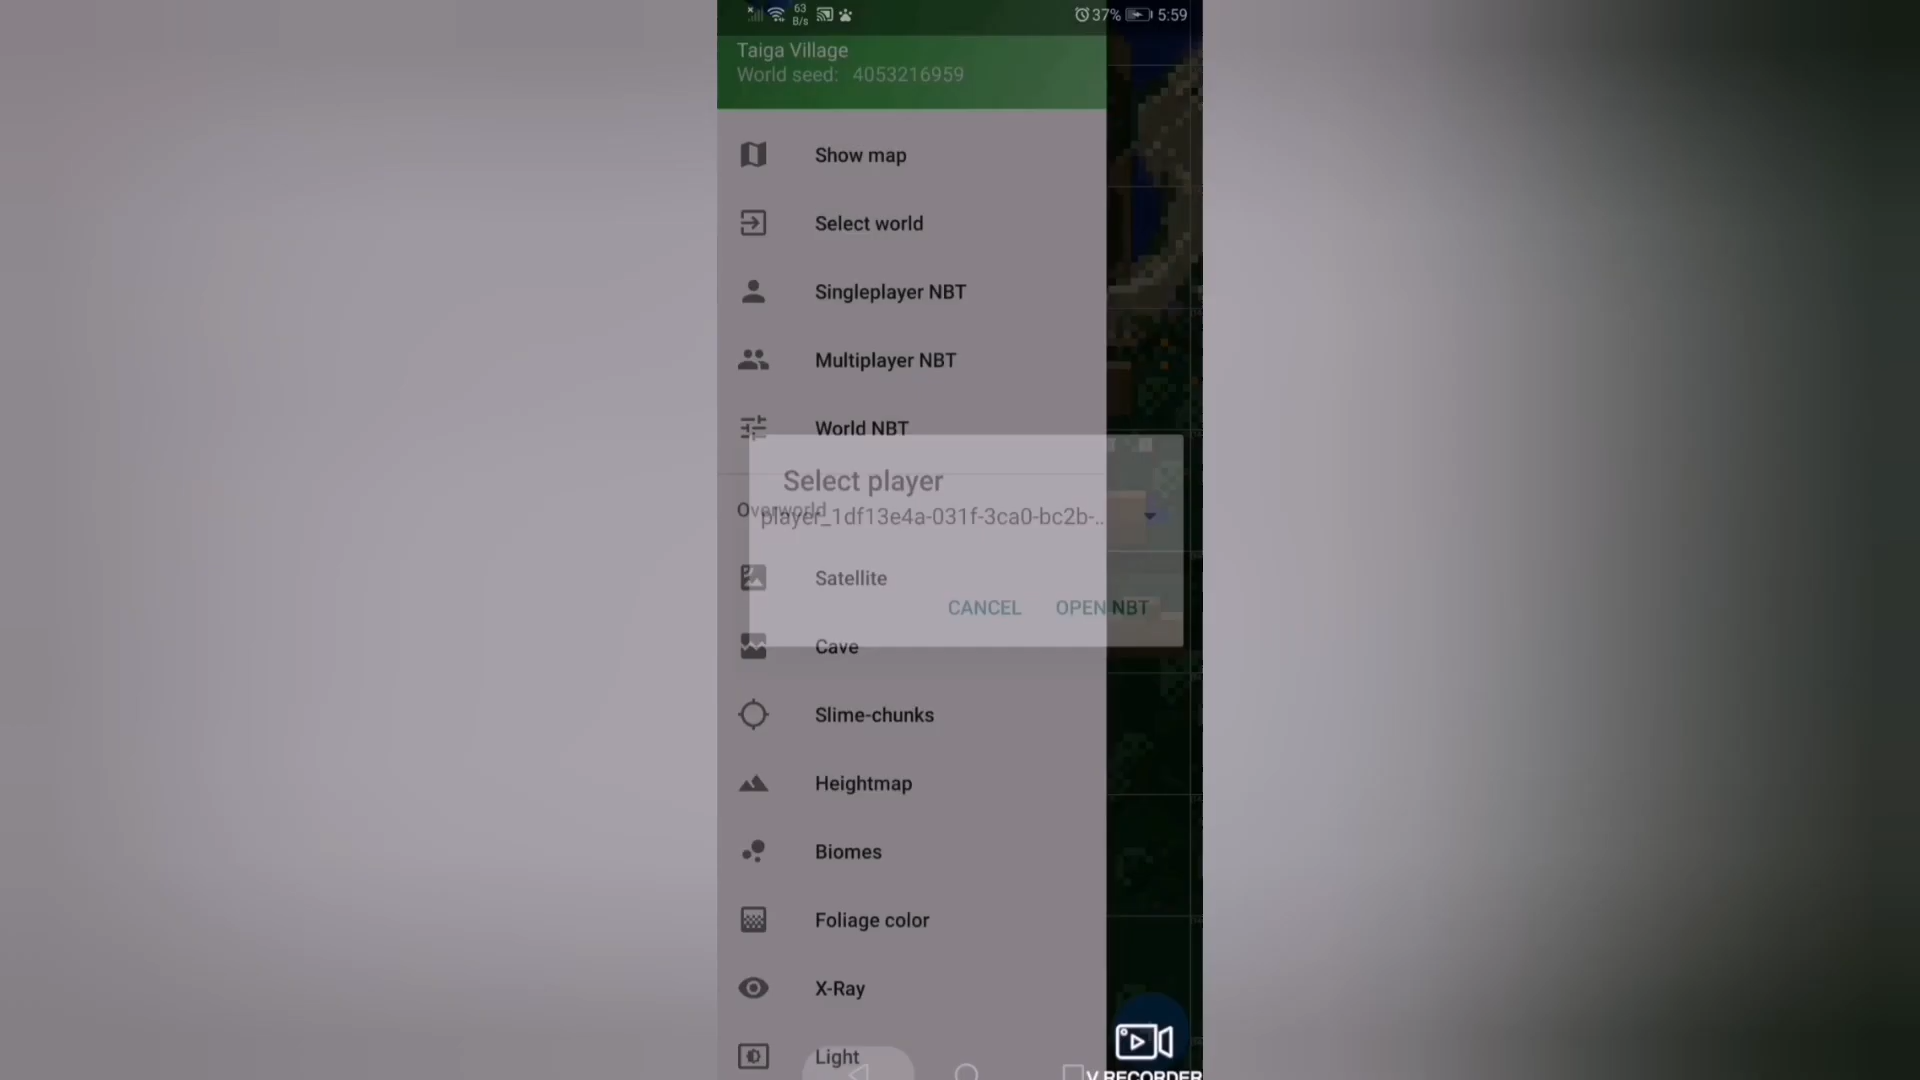 63
B/s
37%
5:59
Taiga Village
World seed: 4053216959
Show map
Select world
Singleplayer NBT
Multiplayer NBT
World NBT
Select player
Overworld
player_1df13e4a-031f-3ca0-bc2b-..
Satellite
CANCEL
OPEN NBT
Cave
Slime-chunks
Heightmap
Biomes
Foliage color
X-Ray
Light
V RECORDER